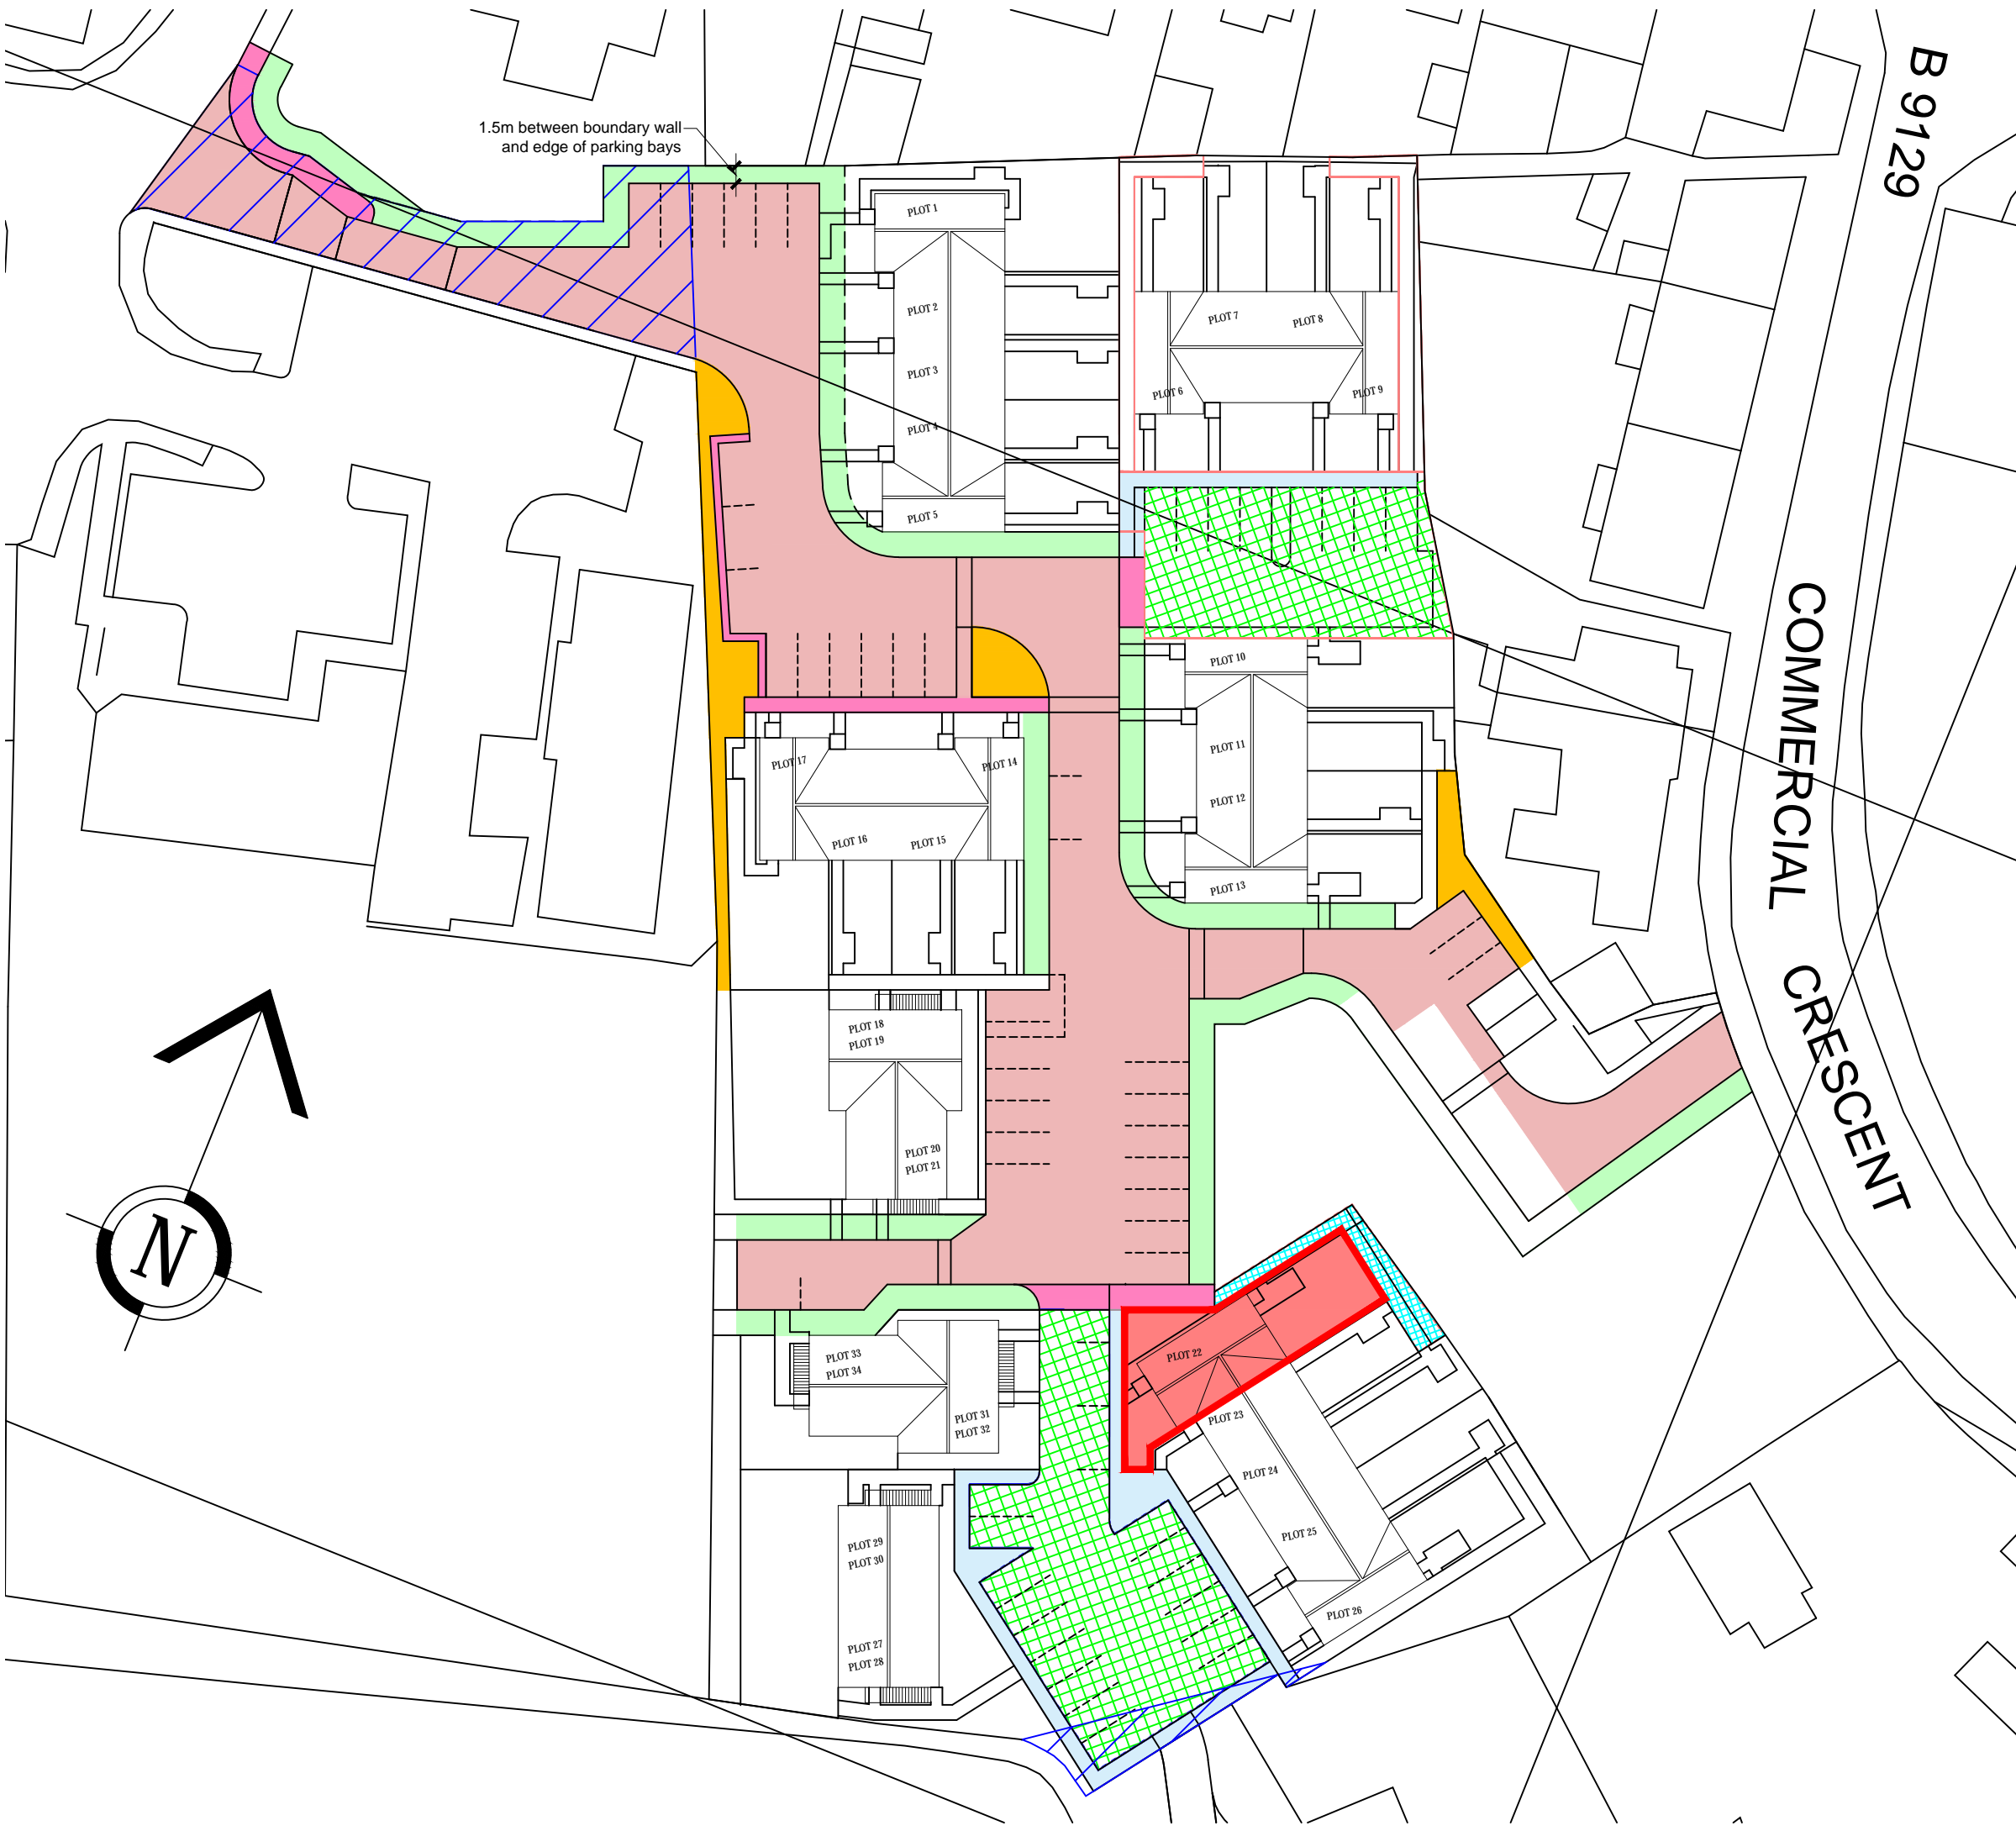 B 9129
1.5m between boundary wall
and edge of parking bays
PLOT 1
PLOT 2
PLOT 3
PLOT 4
PLOT 5
PLOT 7
PLOT 8
PLOT 6
PLOT 9
COMMERCIAL CRESCENT
PLOT 10
PLOT 11
PLOT 12
PLOT 13
PLOT 17
PLOT 14
PLOT 16
PLOT 15
PLOT 18
PLOT 19
PLOT 20
PLOT 21
N
PLOT 22
PLOT 23
PLOT 24
PLOT 25
PLOT 26
PLOT 33
PLOT 34
PLOT 31
PLOT 32
PLOT 29
PLOT 30
PLOT 27
PLOT 28